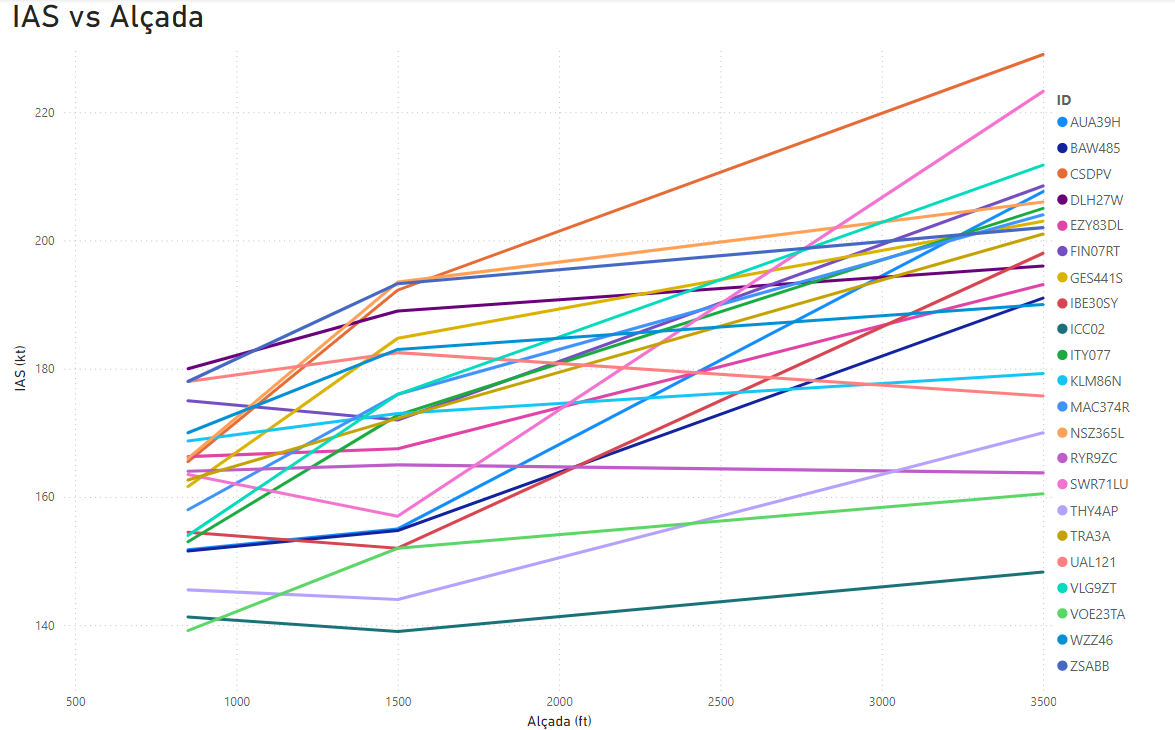 IAS vs Alçada
220
200
180
160
140
IAS (kt)
500 1000 1500 2000 2500 3000 3500
Alçada (ft)
ID
AUA39H
BAW485
CSDPV
DLH27W
EZY83DL
FIN07RT
GES441S
IBE30SY
ICC02
ITY077
KLM86N
MAC374R
NSZ365L
RYR9ZC
SWR71LU
THY4AP
TRA3A
UAL121
VLG9ZT
VOE23TA
WZZ46
ZSABB